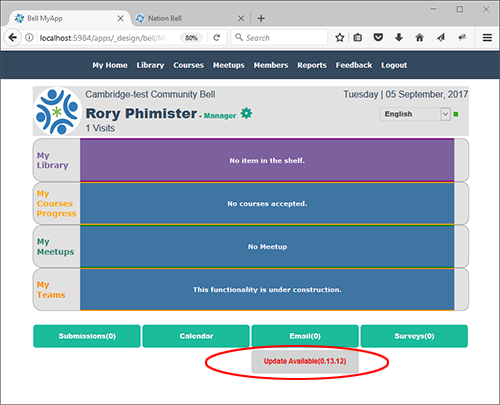 Bell MyApp
Nation Bell
localhost:5984/apps/_design/bell/M
80%
Search
My Home Library Courses Meetups Members Reports Feedback Logout
Cambridge-test Community Bell
Tuesday | 05 September, 2017
Rory Phimister - Manager
English
1 Visits
My Library
No item in the shelf.
My Courses Progress
No courses accepted.
My Meetups
No Meetup
My Teams
This functionality is under construction.
Submissions(0) Calendar Email(0) Surveys(0)
Update Available(0.13.12)